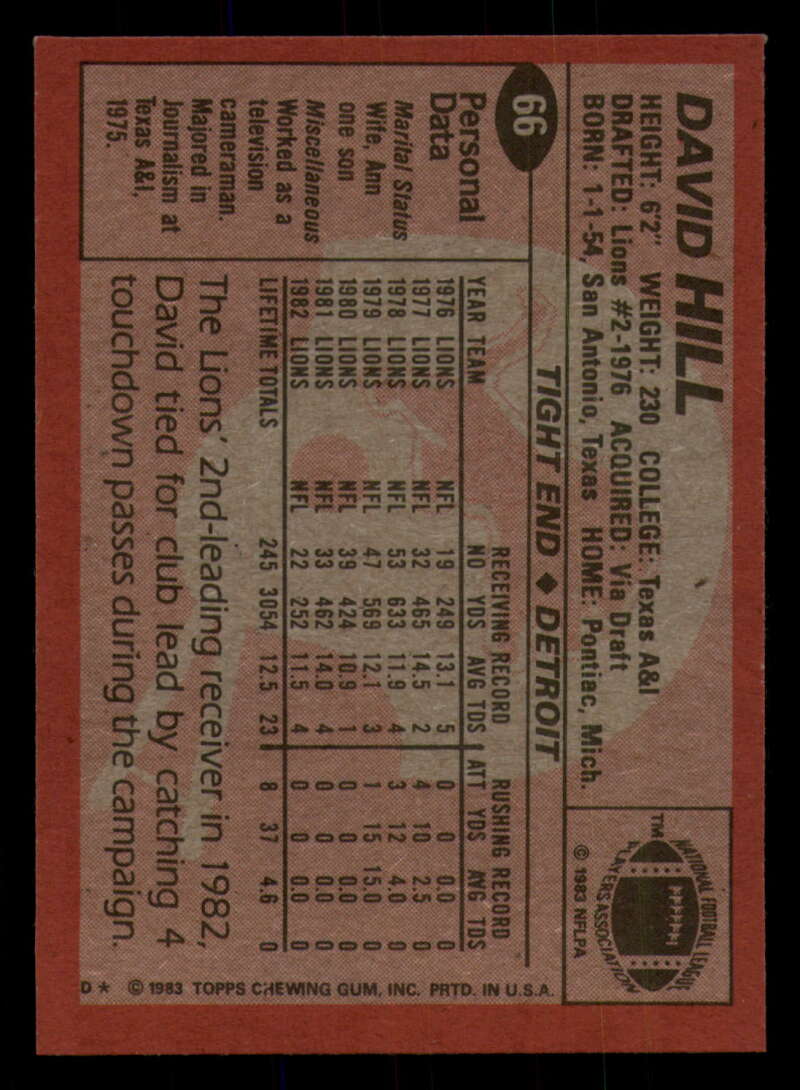 DAVID HILL
HEIGHT: 6'2" WEIGHT: 230 COLLEGE: Texas A&I
DRAFTED: Lions #2-1976 ACQUIRED: Via Draft
BORN: 1-1-54, San Antonio, Texas HOME: Pontiac, Mich.
NATIONAL FOOTBALL LEAGUE
PLAYERS ASSOCIATION
TM
© 1983 NFLPA
66
TIGHT END ♦ DETROIT
Personal
Data
Marital Status
Wife, Ann
one son
Miscellaneous
Worked as a
television
cameraman.
Majored in
Journalism at
Texas A&I,
1975.
RECEIVING RECORD RUSHING RECORD
YEAR TEAM NO YDS AVG TDS ATT YDS AVG TDS
1976 LIONS NFL 19 249 13.1 5 0 0 0.0 0
1977 LIONS NFL 32 465 14.5 2 4 10 2.5 0
1978 LIONS NFL 53 633 11.9 4 3 12 4.0 0
1979 LIONS NFL 47 569 12.1 3 1 15 15.0 0
1980 LIONS NFL 39 424 10.9 1 0 0 0.0 0
1981 LIONS NFL 33 462 14.0 4 0 0 0.0 0
1982 LIONS NFL 22 252 11.5 4 0 0 0.0 0
LIFETIME TOTALS 245 3054 12.5 23 8 37 4.6 0
The Lions' 2nd-leading receiver in 1982,
David tied for club lead by catching 4
touchdown passes during the campaign.
D* © 1983 TOPPS CHEWING GUM, INC. PRTD. IN U.S.A.